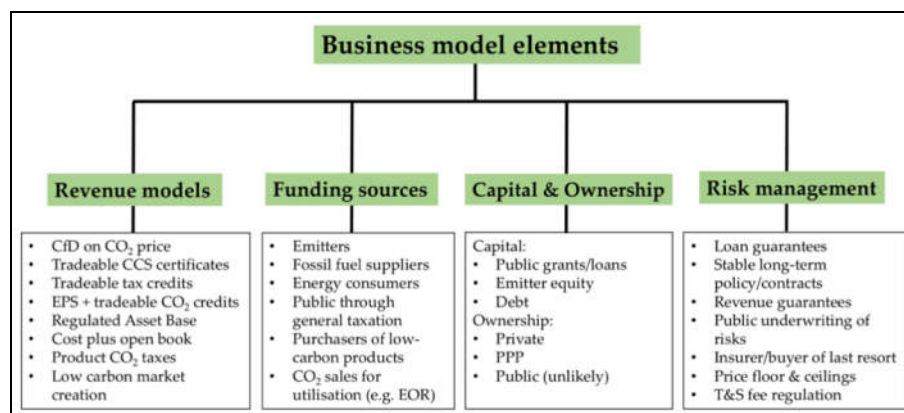 Business model elements
Revenue models
Funding sources
Capital & Ownership
Risk management
• CfD on CO₂ price
• Tradeable CCS certificates
• Tradeable tax credits
• EPS + tradeable CO₂ credits
• Regulated Asset Base
• Cost plus open book
• Product CO₂ taxes
• Low carbon market
creation
• Emitters
• Fossil fuel suppliers
• Energy consumers
• Public through
general taxation
• Purchasers of low-
carbon products
• CO₂ sales for
utilisation (e.g. EOR)
Capital:
• Public grants/loans
• Emitter equity
• Debt
Ownership:
• Private
• PPP
• Public (unlikely)
• Loan guarantees
• Stable long-term
policy/contracts
• Revenue guarantees
• Public underwriting of
risks
• Insurer/buyer of last resort
• Price floor & ceilings
• T&S fee regulation